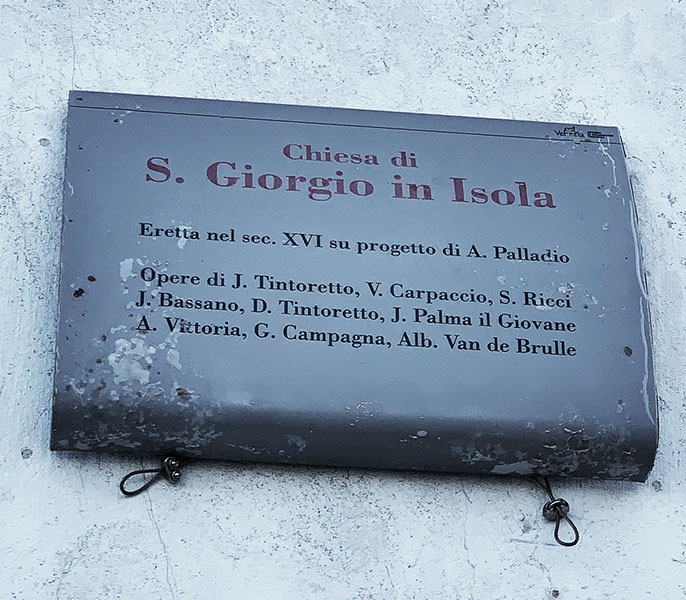 Venezia
Chiesa di
S. Giorgio in Isola
Eretta nel sec. XVI su progetto di A. Palladio
Opere di J. Tintoretto, V. Carpaccio, S. Ricci
J. Bassano, D. Tintoretto, J. Palma il Giovane
A. Vittoria, G. Campagna, Alb. Van de Brulle